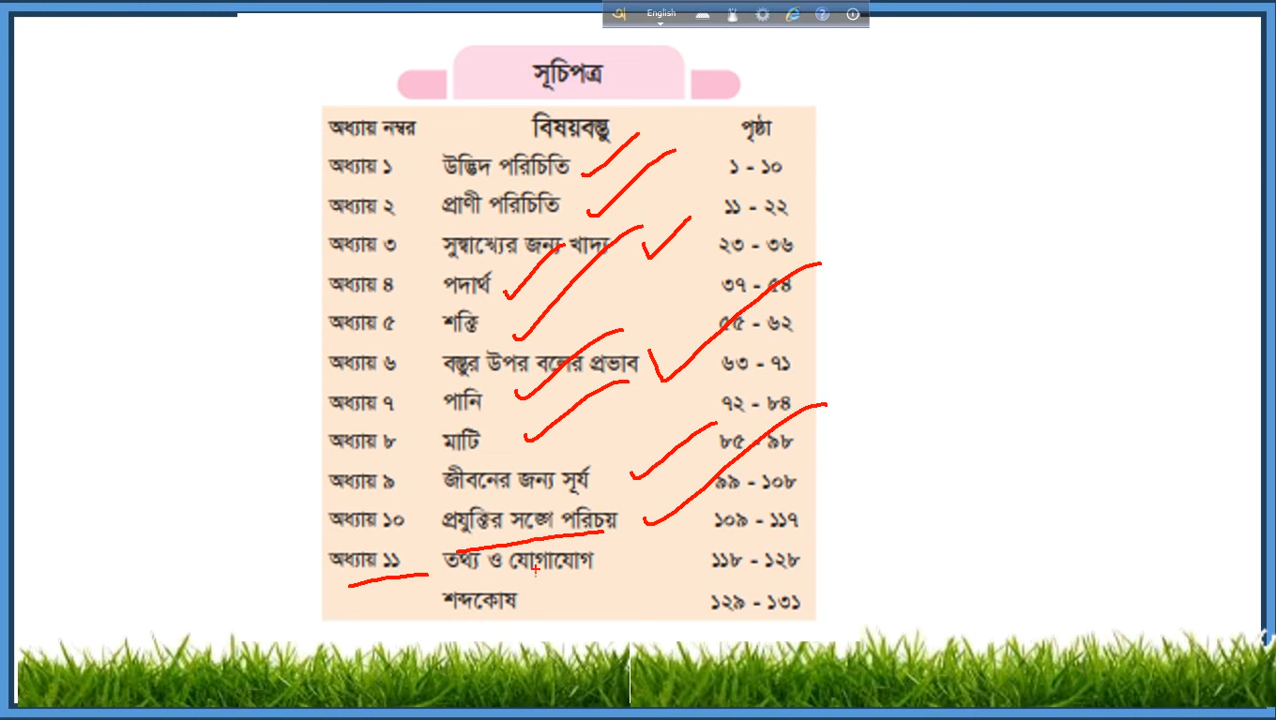 English
সূচিপত্র
অধ্যায় নম্বর বিষয়বস্তু পৃষ্ঠা
অধ্যায় ১ উদ্ভিদ পরিচিতি ১ - ১০
অধ্যায় ২ প্রাণী পরিচিতি ১১ - ২২
অধ্যায় ৩ সুস্বাস্থ্যের জন্য খাদ্য ২৩ - ৩৬
অধ্যায় ৪ পদার্থ ৩৭ - ৫৪
অধ্যায় ৫ শক্তি ৫৫ - ৬২
অধ্যায় ৬ বস্তুর উপর বলের প্রভাব ৬৩ - ৭১
অধ্যায় ৭ পানি ৭২ - ৮৪
অধ্যায় ৮ মাটি ৮৫ - ৯৮
অধ্যায় ৯ জীবনের জন্য সূর্য ৯৯ - ১০৮
অধ্যায় ১০ প্রযুক্তির সঙ্গে পরিচয় ১০৯ - ১১৭
অধ্যায় ১১ তথ্য ও যোগাযোগ ১১৮ - ১২৮
শব্দকোষ ১২৯ - ১৩১